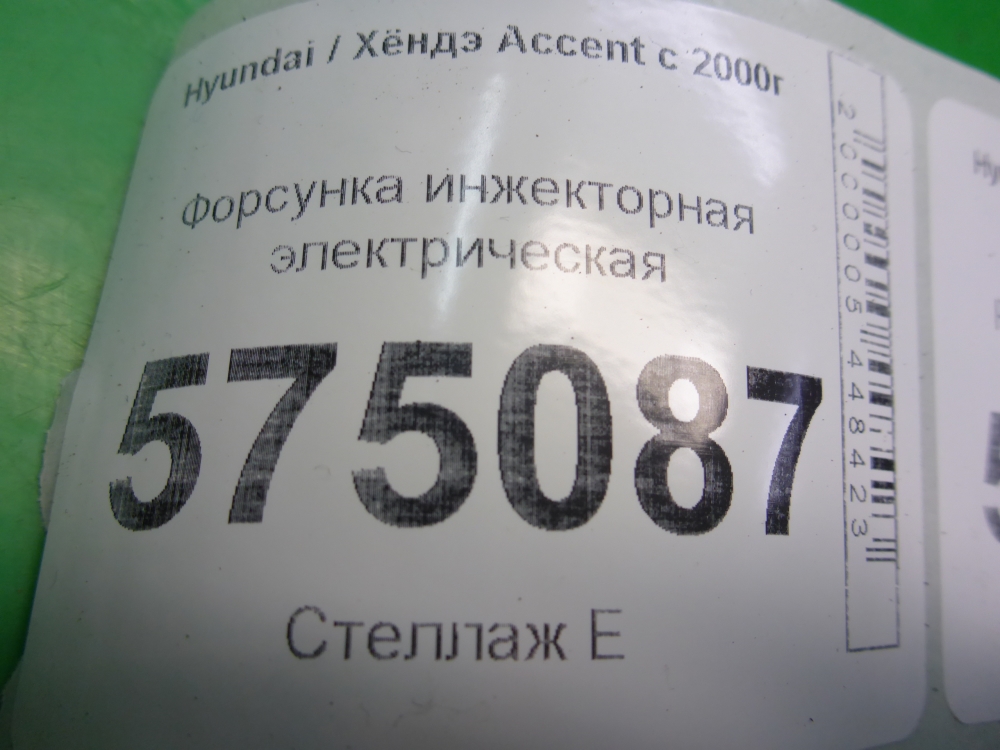 Hyundai / Хёндэ Accent с 2000г
Форсунка инжекторная
электрическая
575087
Стеллаж Е
2000005448423